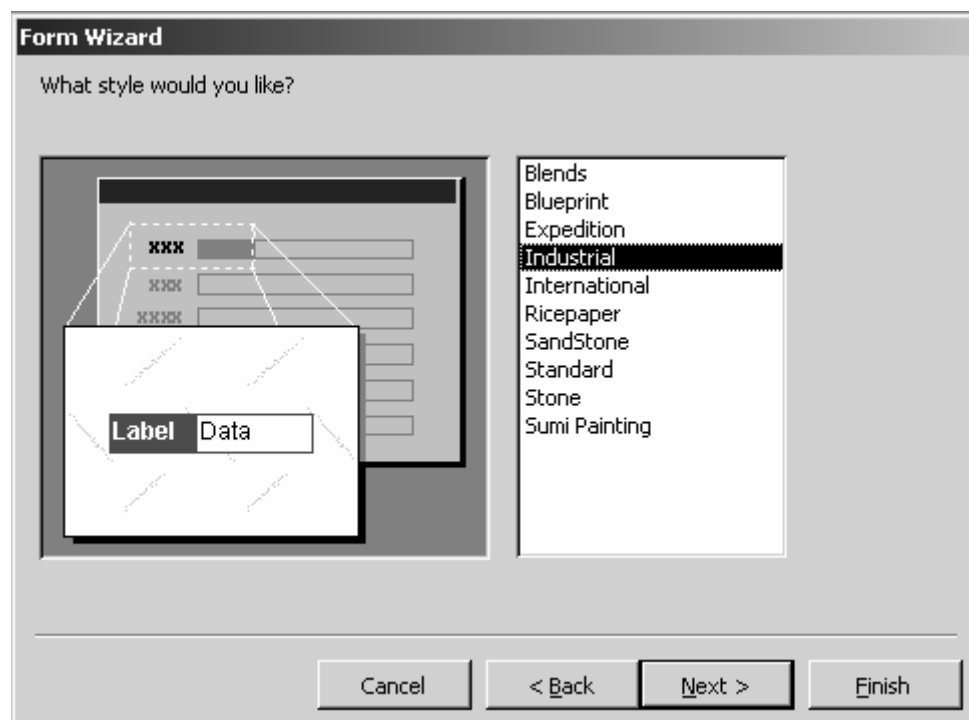 Form Wizard
What style would you like?
xxx
xxx
xxxx
Label Data
Blends
Blueprint
Expedition
Industrial
International
Ricepaper
SandStone
Standard
Stone
Sumi Painting
Cancel < Back Next > Finish